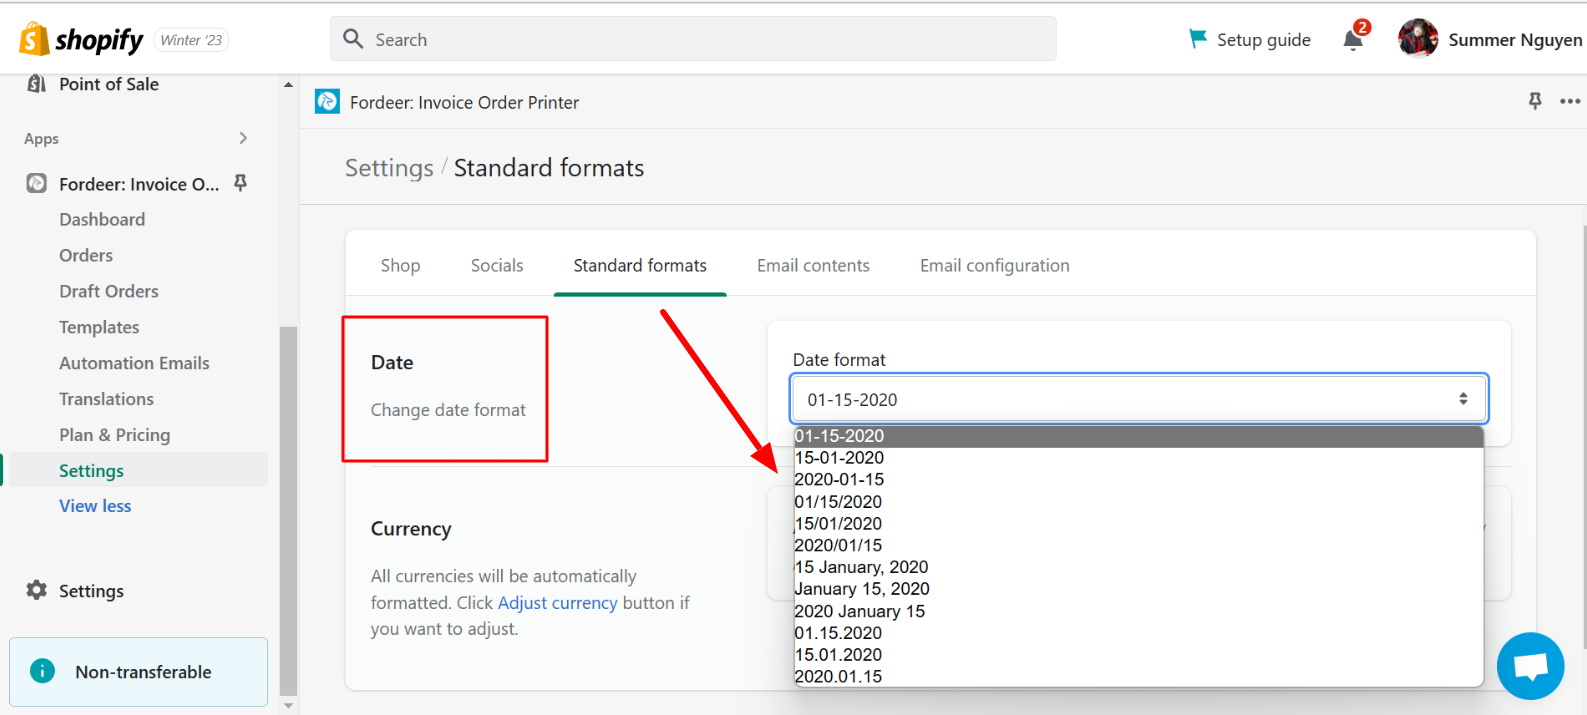 shopify Winter '23
Search
Setup guide
2
Summer Nguyen
Point of Sale
Apps
Fordeer: Invoice O...
Dashboard
Orders
Draft Orders
Templates
Automation Emails
Translations
Plan & Pricing
Settings
View less
Settings
Non-transferable
Fordeer: Invoice Order Printer
Settings / Standard formats
Shop Socials Standard formats Email contents Email configuration
Date
Change date format
Date format
01-15-2020
01-15-2020
15-01-2020
2020-01-15
01/15/2020
15/01/2020
2020/01/15
15 January, 2020
January 15, 2020
2020 January 15
01.15.2020
15.01.2020
2020.01.15
Currency
All currencies will be automatically
formatted. Click Adjust currency button if
you want to adjust.